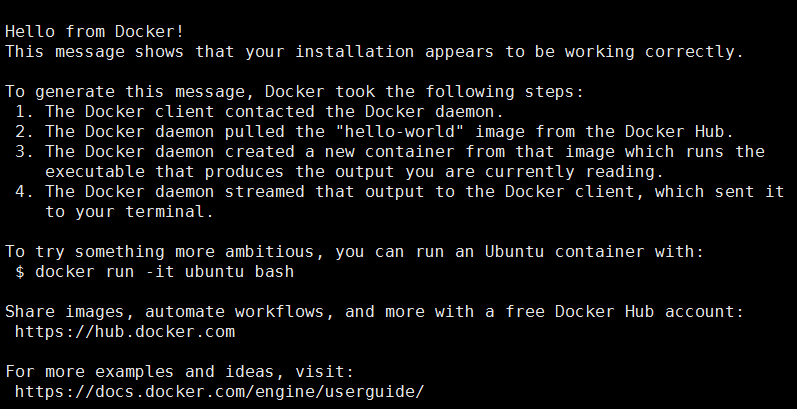 Hello from Docker!
This message shows that your installation appears to be working correctly.
To generate this message, Docker took the following steps:
1. The Docker client contacted the Docker daemon.
2. The Docker daemon pulled the "hello-world" image from the Docker Hub.
3. The Docker daemon created a new container from that image which runs the
executable that produces the output you are currently reading.
4. The Docker daemon streamed that output to the Docker client, which sent it
to your terminal.
To try something more ambitious, you can run an Ubuntu container with:
$ docker run -it ubuntu bash
Share images, automate workflows, and more with a free Docker Hub account:
https://hub.docker.com
For more examples and ideas, visit:
https://docs.docker.com/engine/userguide/